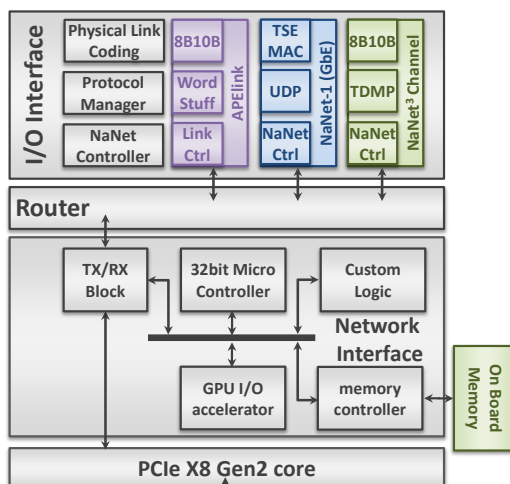 I/O Interface
Physical Link
Coding
Protocol
Manager
NaNet
Controller
8B10B
Word
Stuff
Link
Ctrl
APElink
TSE
MAC
UDP
NaNet
Ctrl
NaNet-1 (GbE)
8B10B
TDMP
NaNet
Ctrl
NaNet³ Channel
Router
TX/RX
Block
32bit Micro
Controller
Custom
Logic
Network
Interface
GPU I/O
accelerator
memory
controller
On Board
Memory
PCIe X8 Gen2 core